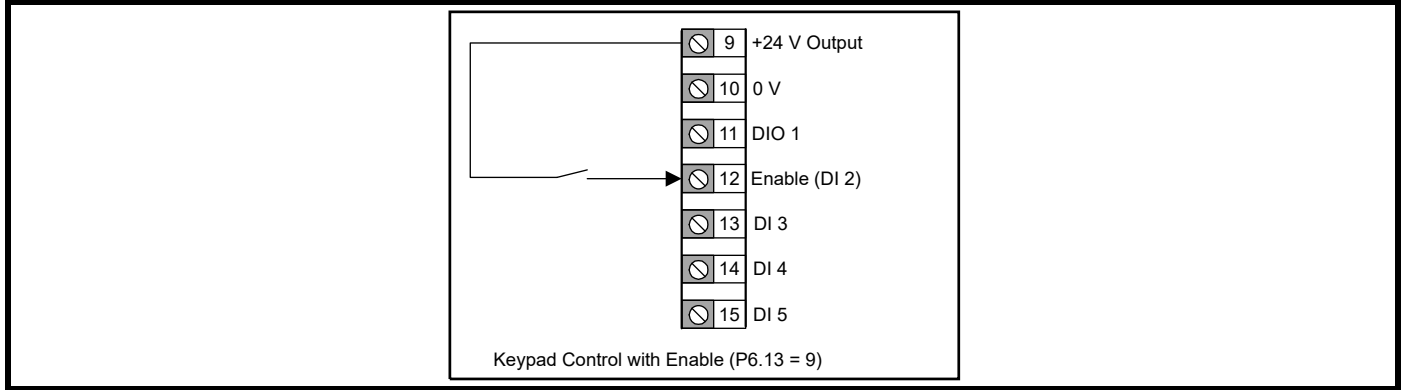 9 +24 V Output
10 0 V
11 DIO 1
12 Enable (DI 2)
13 DI 3
14 DI 4
15 DI 5
Keypad Control with Enable (P6.13 = 9)